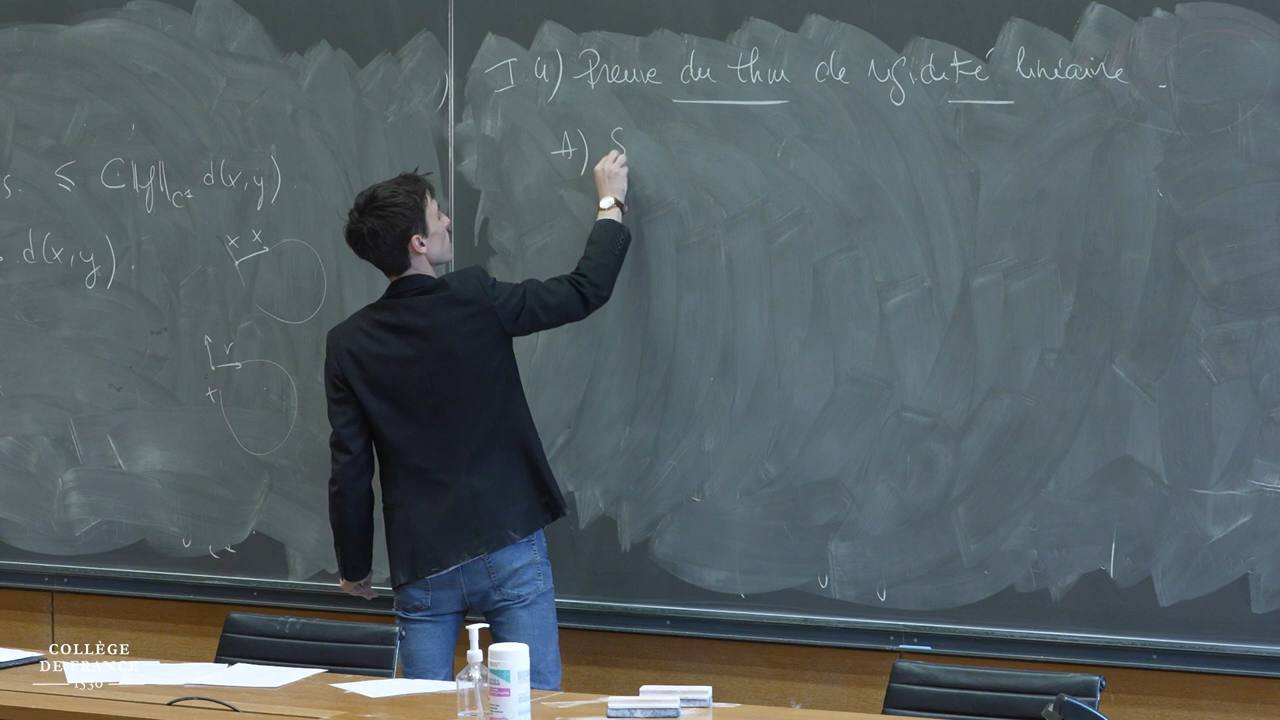 I 4) Preuve du thm de rigidité linéaire.
A) S
s. ≤ C ||f||_{C²} d(x,y).
d(x,y).
x x
v
x
COLLÈGE
DE FRANCE
1530